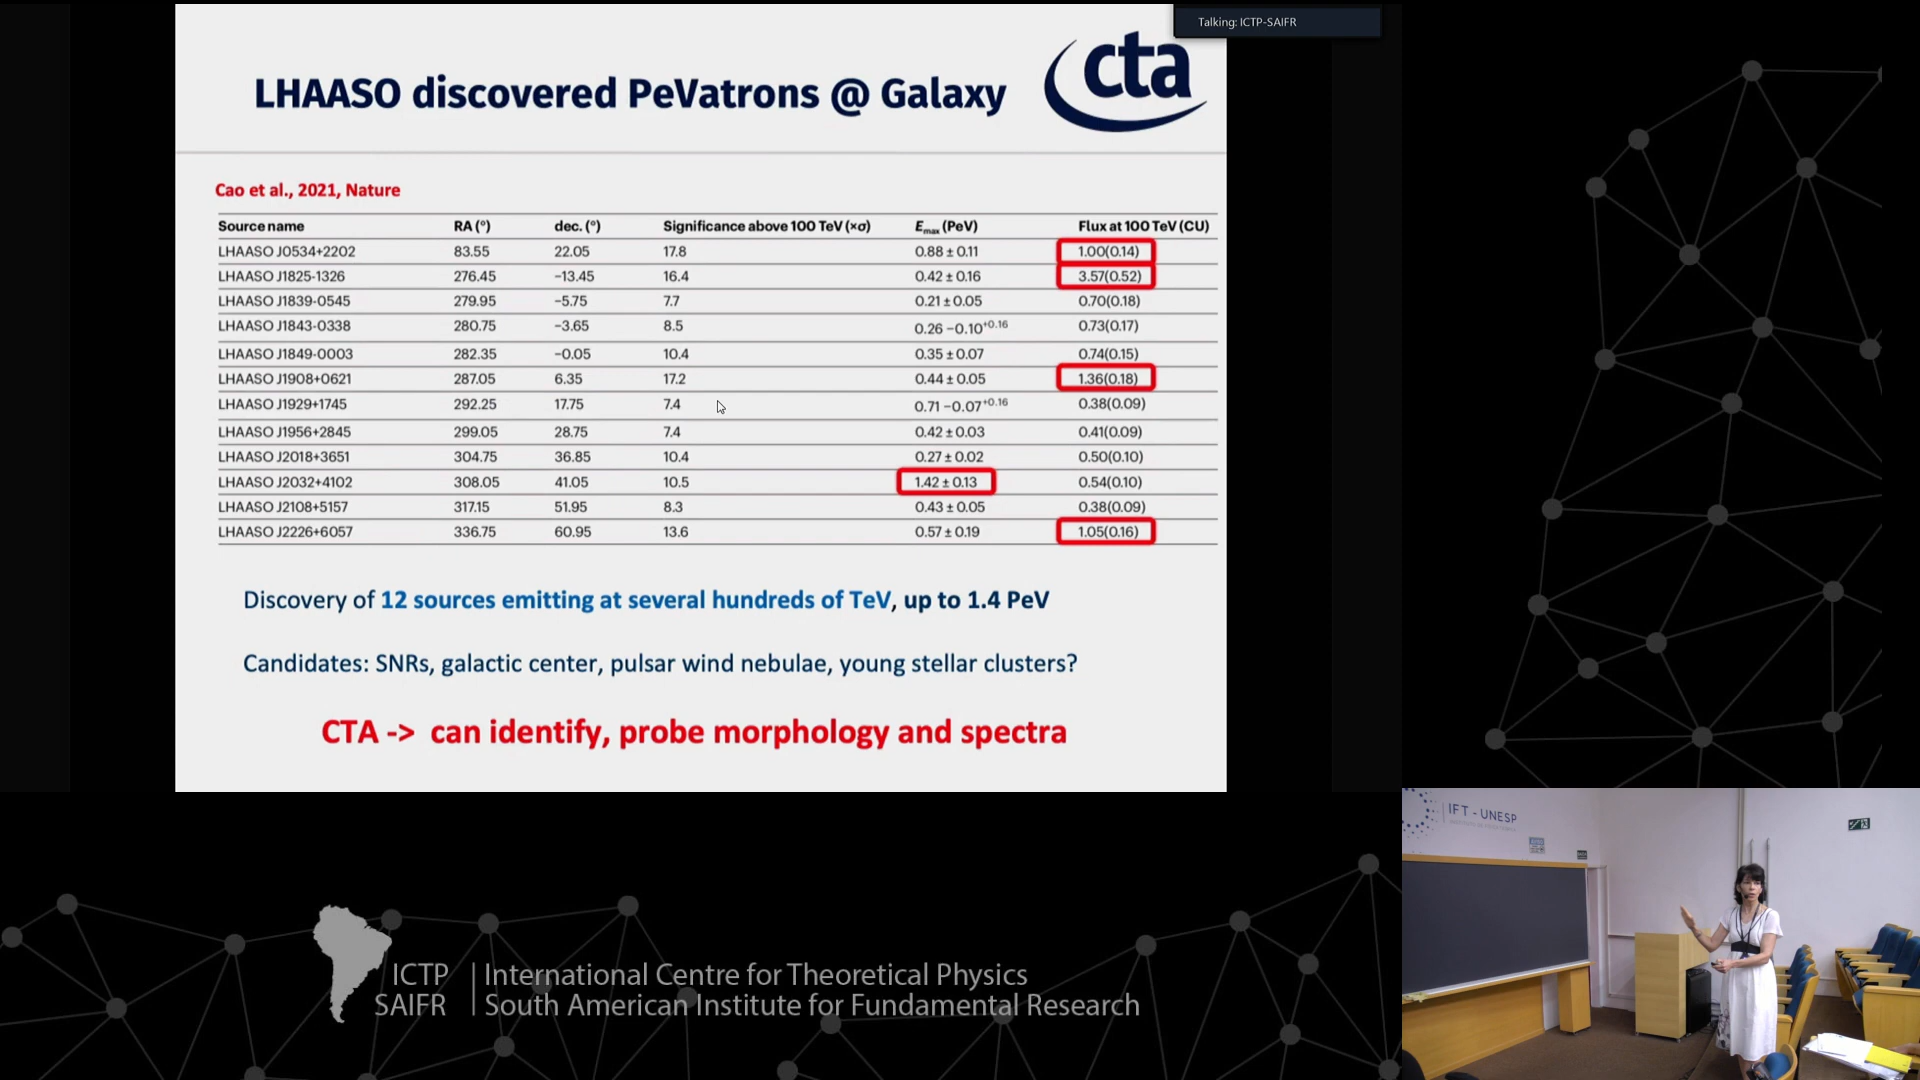 Talking: ICTP-SAIFR
LHAASO discovered PeVatrons @ Galaxy
cta
Cao et al., 2021, Nature
Source name RA (°) dec. (°) Significance above 100 TeV (×σ) Emax (PeV) Flux at 100 TeV (CU)
LHAASO J0534+2202 83.55 22.05 17.8 0.88 ± 0.11 1.00(0.14)
LHAASO J1825-1326 276.45 −13.45 16.4 0.42 ± 0.16 3.57(0.52)
LHAASO J1839-0545 279.95 −5.75 7.7 0.21 ± 0.05 0.70(0.18)
LHAASO J1843-0338 280.75 −3.65 8.5 0.26 −0.10+0.16 0.73(0.17)
LHAASO J1849-0003 282.35 −0.05 10.4 0.35 ± 0.07 0.74(0.15)
LHAASO J1908+0621 287.05 6.35 17.2 0.44 ± 0.05 1.36(0.18)
LHAASO J1929+1745 292.25 17.75 7.4 0.71 −0.07+0.16 0.38(0.09)
LHAASO J1956+2845 299.05 28.75 7.4 0.42 ± 0.03 0.41(0.09)
LHAASO J2018+3651 304.75 36.85 10.4 0.27 ± 0.02 0.50(0.10)
LHAASO J2032+4102 308.05 41.05 10.5 1.42 ± 0.13 0.54(0.10)
LHAASO J2108+5157 317.15 51.95 8.3 0.43 ± 0.05 0.38(0.09)
LHAASO J2226+6057 336.75 60.95 13.6 0.57 ± 0.19 1.05(0.16)
Discovery of 12 sources emitting at several hundreds of TeV, up to 1.4 PeV
Candidates: SNRs, galactic center, pulsar wind nebulae, young stellar clusters?
CTA -> can identify, probe morphology and spectra
IFT - UNESP
ICTP | International Centre for Theoretical Physics
SAIFR | South American Institute for Fundamental Research